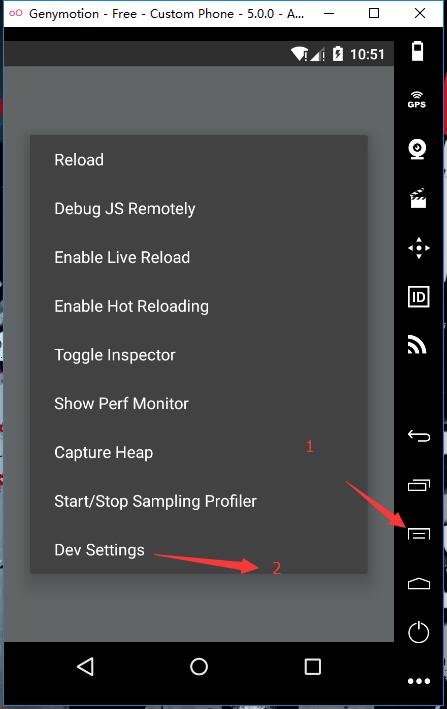 Genymotion - Free - Custom Phone - 5.0.0 - A...
10:51
GPS
Reload
Debug JS Remotely
Enable Live Reload
ID
Enable Hot Reloading
Toggle Inspector
Show Perf Monitor
Capture Heap
1
Start/Stop Sampling Profiler
Dev Settings
2